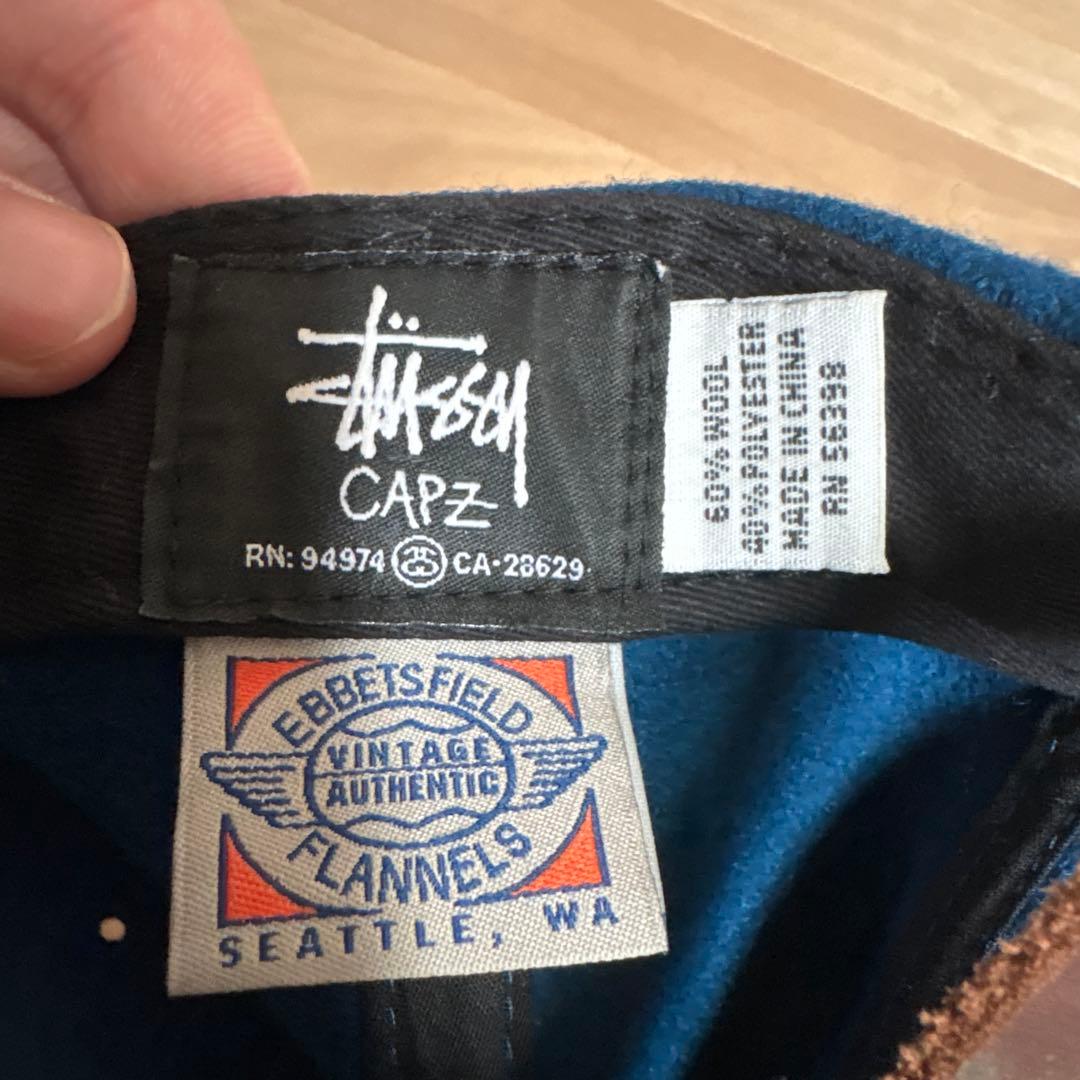 Stüssy
CAPZ
RN: 94974 CA-28629
60% WOOL
40% POLYESTER
MADE IN CHINA
RN 56398
EBBETSFIELD
VINTAGE
AUTHENTIC
FLANNELS
SEATTLE, WA